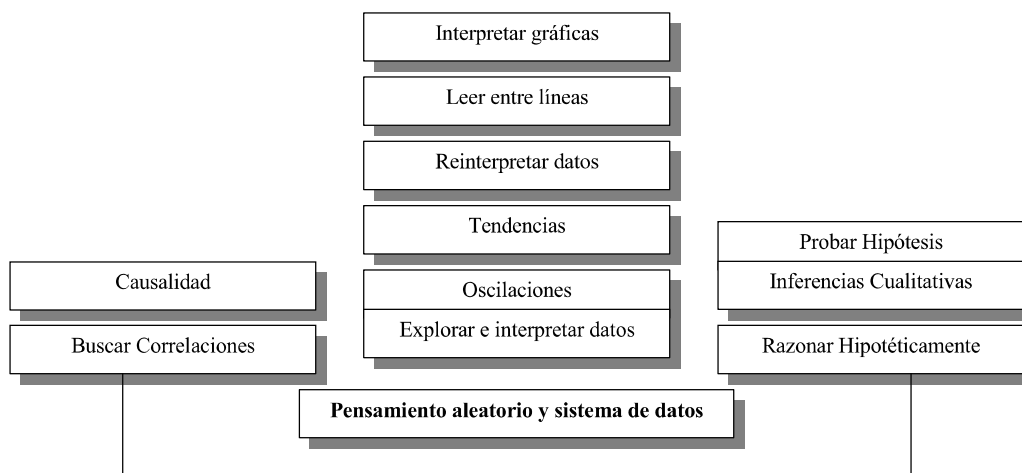 Interpretar gráficas
Leer entre líneas
Reinterpretar datos
Tendencias
Probar Hipótesis
Causalidad
Oscilaciones
Inferencias Cualitativas
Buscar Correlaciones
Explorar e interpretar datos
Razonar Hipotéticamente
Pensamiento aleatorio y sistema de datos